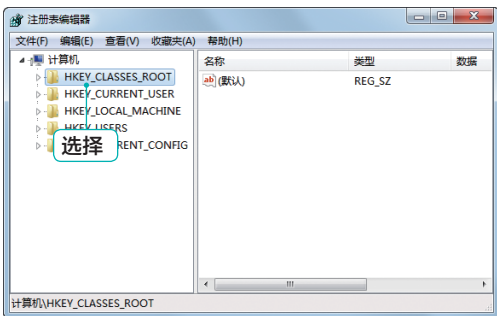 注册表编辑器
文件(F) 编辑(E) 查看(V) 收藏夹(A) 帮助(H)
计算机
HKEY_CLASSES_ROOT
HKEY_CURRENT_USER
HKEY_LOCAL_MACHINE
HKEY_USERS
RENT_CONFIG
选择
名称 类型 数据
ab (默认) REG_SZ
计算机\HKEY_CLASSES_ROOT